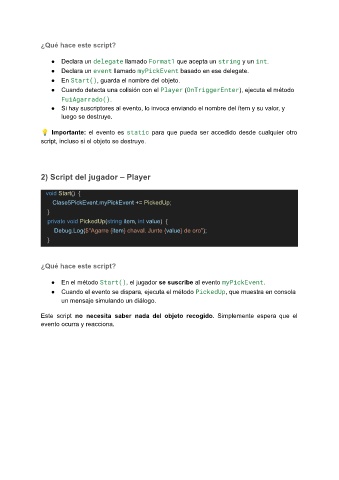 ¿Qué hace este script?
● Declara un delegate llamado Format1 que acepta un string y un int.
● Declara un event llamado myPickEvent basado en ese delegate.
● En Start(), guarda el nombre del objeto.
● Cuando detecta una colisión con el Player (OnTriggerEnter), ejecuta el método
FuiAgarrado().
● Si hay suscriptores al evento, lo invoca enviando el nombre del ítem y su valor, y
luego se destruye.
💡 Importante: el evento es static para que pueda ser accedido desde cualquier otro
script, incluso si el objeto se destruye.
2) Script del jugador – Player
void Start() {
Clase5PickEvent.myPickEvent += PickedUp;
}
private void PickedUp(string item, int value) {
Debug.Log($"Agarre {item} chaval. Junte {value} de oro");
}
¿Qué hace este script?
● En el método Start(), el jugador se suscribe al evento myPickEvent.
● Cuando el evento se dispara, ejecuta el método PickedUp, que muestra en consola
un mensaje simulando un diálogo.
Este script no necesita saber nada del objeto recogido. Simplemente espera que el
evento ocurra y reacciona.